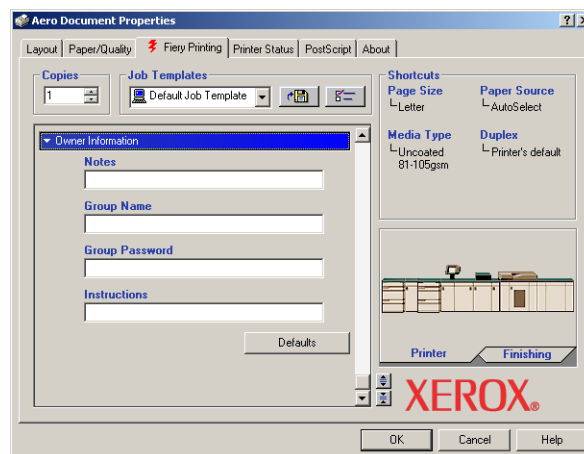 Aero Document Properties
Layout Paper/Quality Fiery Printing Printer Status PostScript About
Copies
1
Job Templates
Default Job Template
Owner Information
Notes
Group Name
Group Password
Instructions
Defaults
Shortcuts
Page Size
Letter
Paper Source
AutoSelect
Media Type
Uncoated
81-105gsm
Duplex
Printer's default
Printer Finishing
XEROX®
OK Cancel Help